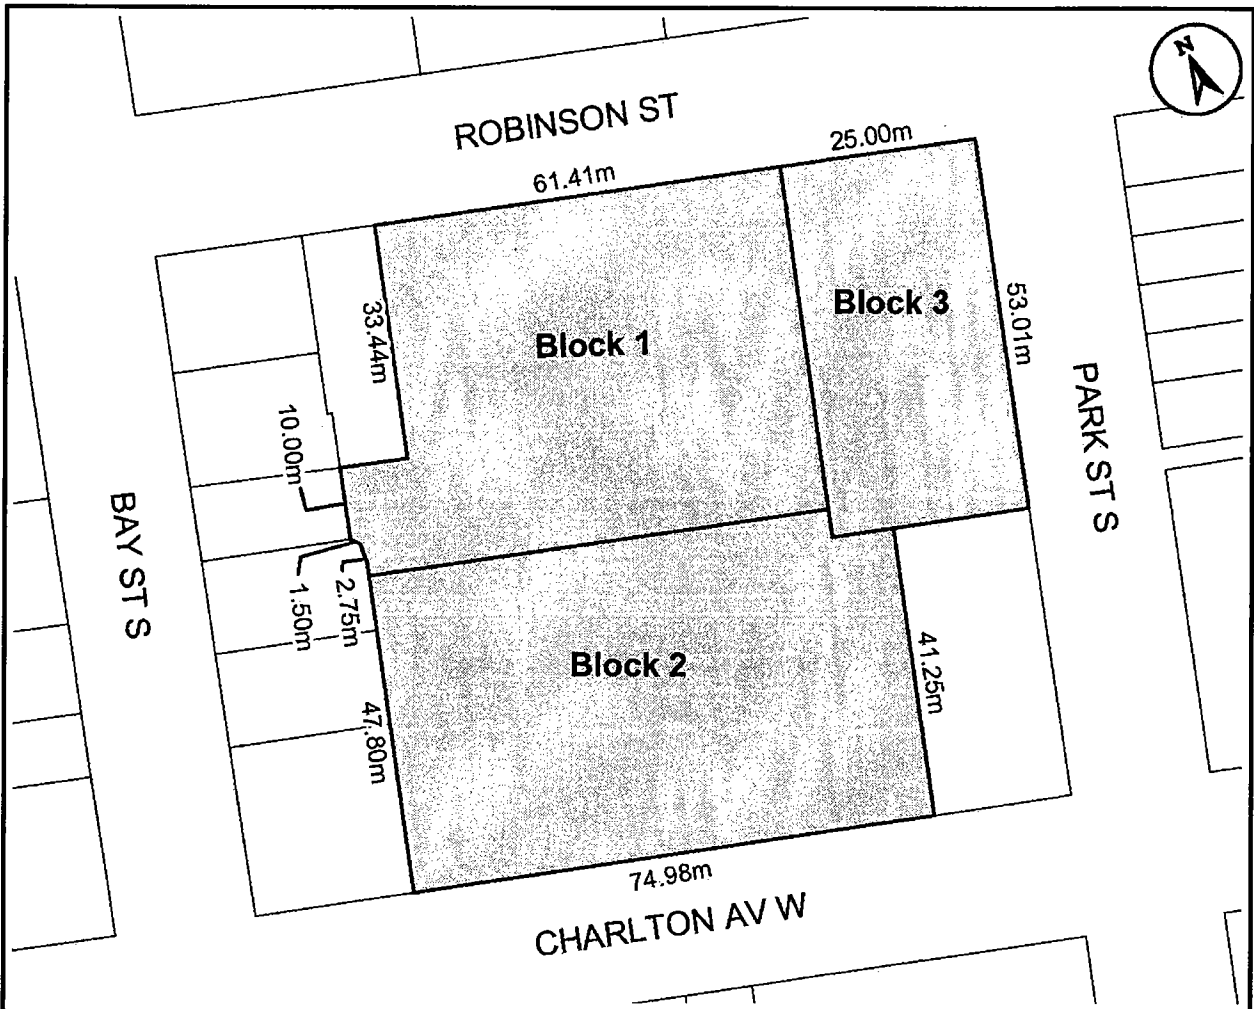 N
ROBINSON ST
25.00m
61.41m
Block 3
53.01m
33.44m
Block 1
PARK ST S
10.00m
BAY ST S
1.50m
2.75m
Block 2
41.25m
47.80m
74.98m
CHARLTON AV W